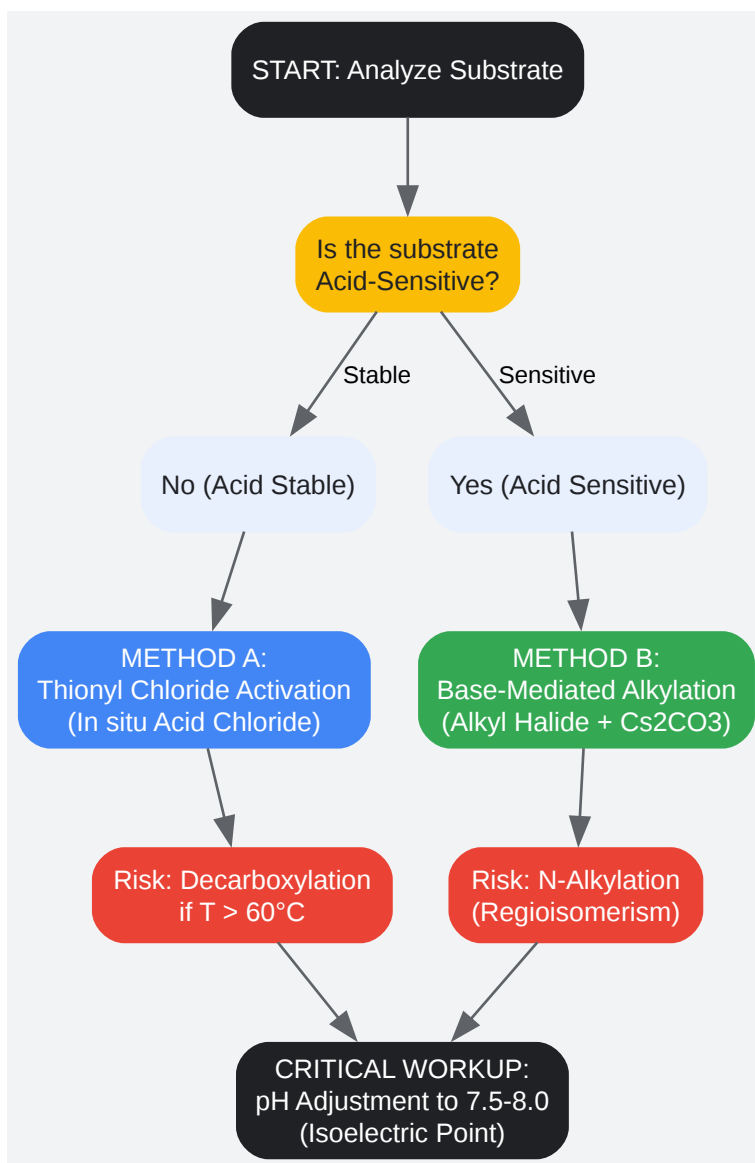 START: Analyze Substrate
Is the substrate
Acid-Sensitive?
Stable
Sensitive
No (Acid Stable)
Yes (Acid Sensitive)
METHOD A:
Thionyl Chloride Activation
(In situ Acid Chloride)
METHOD B:
Base-Mediated Alkylation
(Alkyl Halide + Cs2CO3)
Risk: Decarboxylation
if T > 60°C
Risk: N-Alkylation
(Regioisomerism)
CRITICAL WORKUP:
pH Adjustment to 7.5-8.0
(Isoelectric Point)